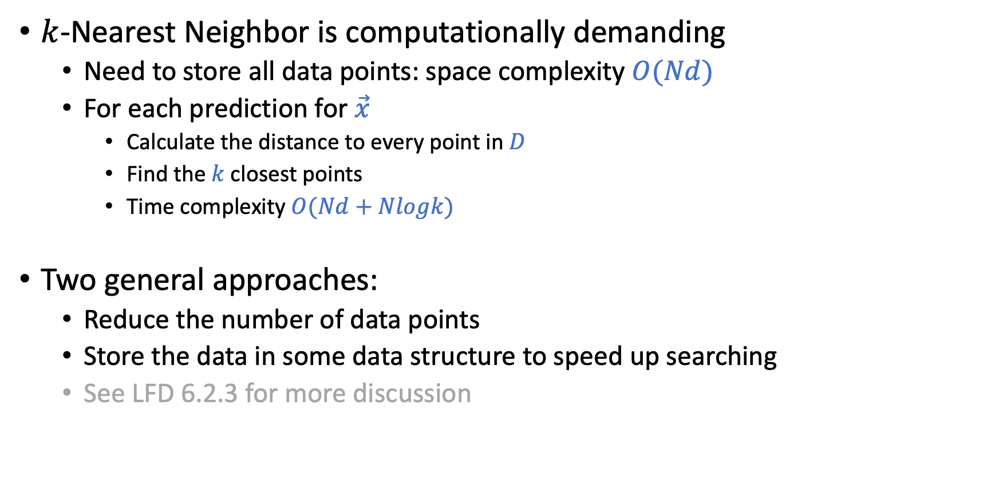 • k-Nearest Neighbor is computationally demanding
• Need to store all data points: space complexity O(Nd)
• For each prediction for x⃗
• Calculate the distance to every point in D
• Find the k closest points
• Time complexity O(Nd + Nlogk)
• Two general approaches:
• Reduce the number of data points
• Store the data in some data structure to speed up searching
• See LFD 6.2.3 for more discussion